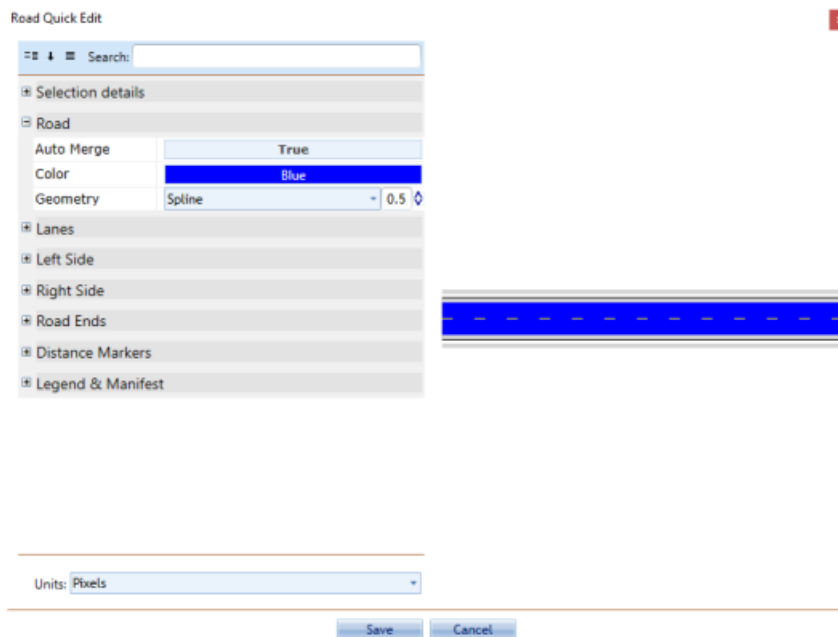 Road Quick Edit
Search:
Selection details
Road
Auto Merge True
Color Blue
Geometry Spline 0.5
Lanes
Left Side
Right Side
Road Ends
Distance Markers
Legend & Manifest
Units: Pixels
Save Cancel